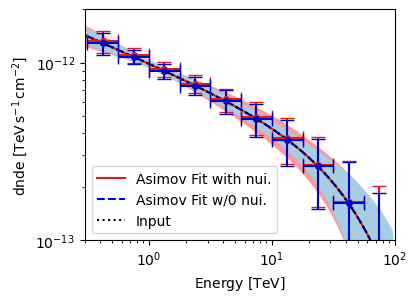 10⁻¹²
10⁻¹³
dnde [TeV s⁻¹ cm⁻²]
Asimov Fit with nui.
Asimov Fit w/0 nui.
Input
10⁰
10¹
10²
Energy [TeV]